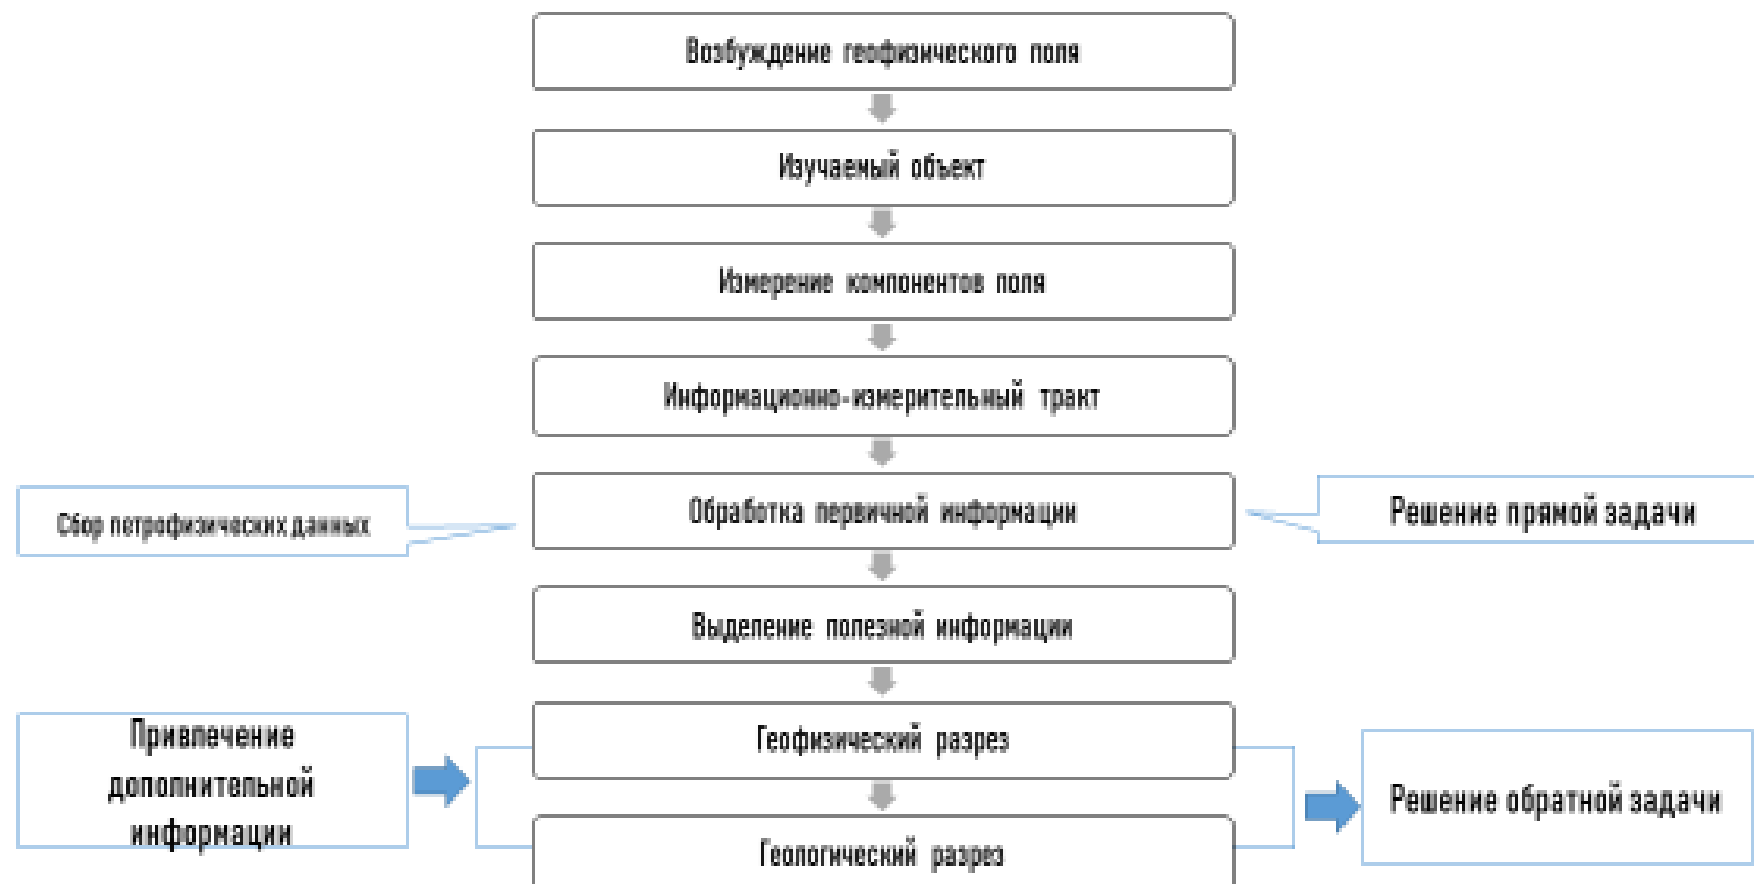 Возбуждение геофизического поля
Изучаемый объект
Измерение компонентов поля
Информационно-измерительный тракт
Сбор петрофизических данных
Обработка первичной информации
Решение прямой задачи
Выделение полезной информации
Привлечение
дополнительной
информации
Геофизический разрез
Геологический разрез
Решение обратной задачи